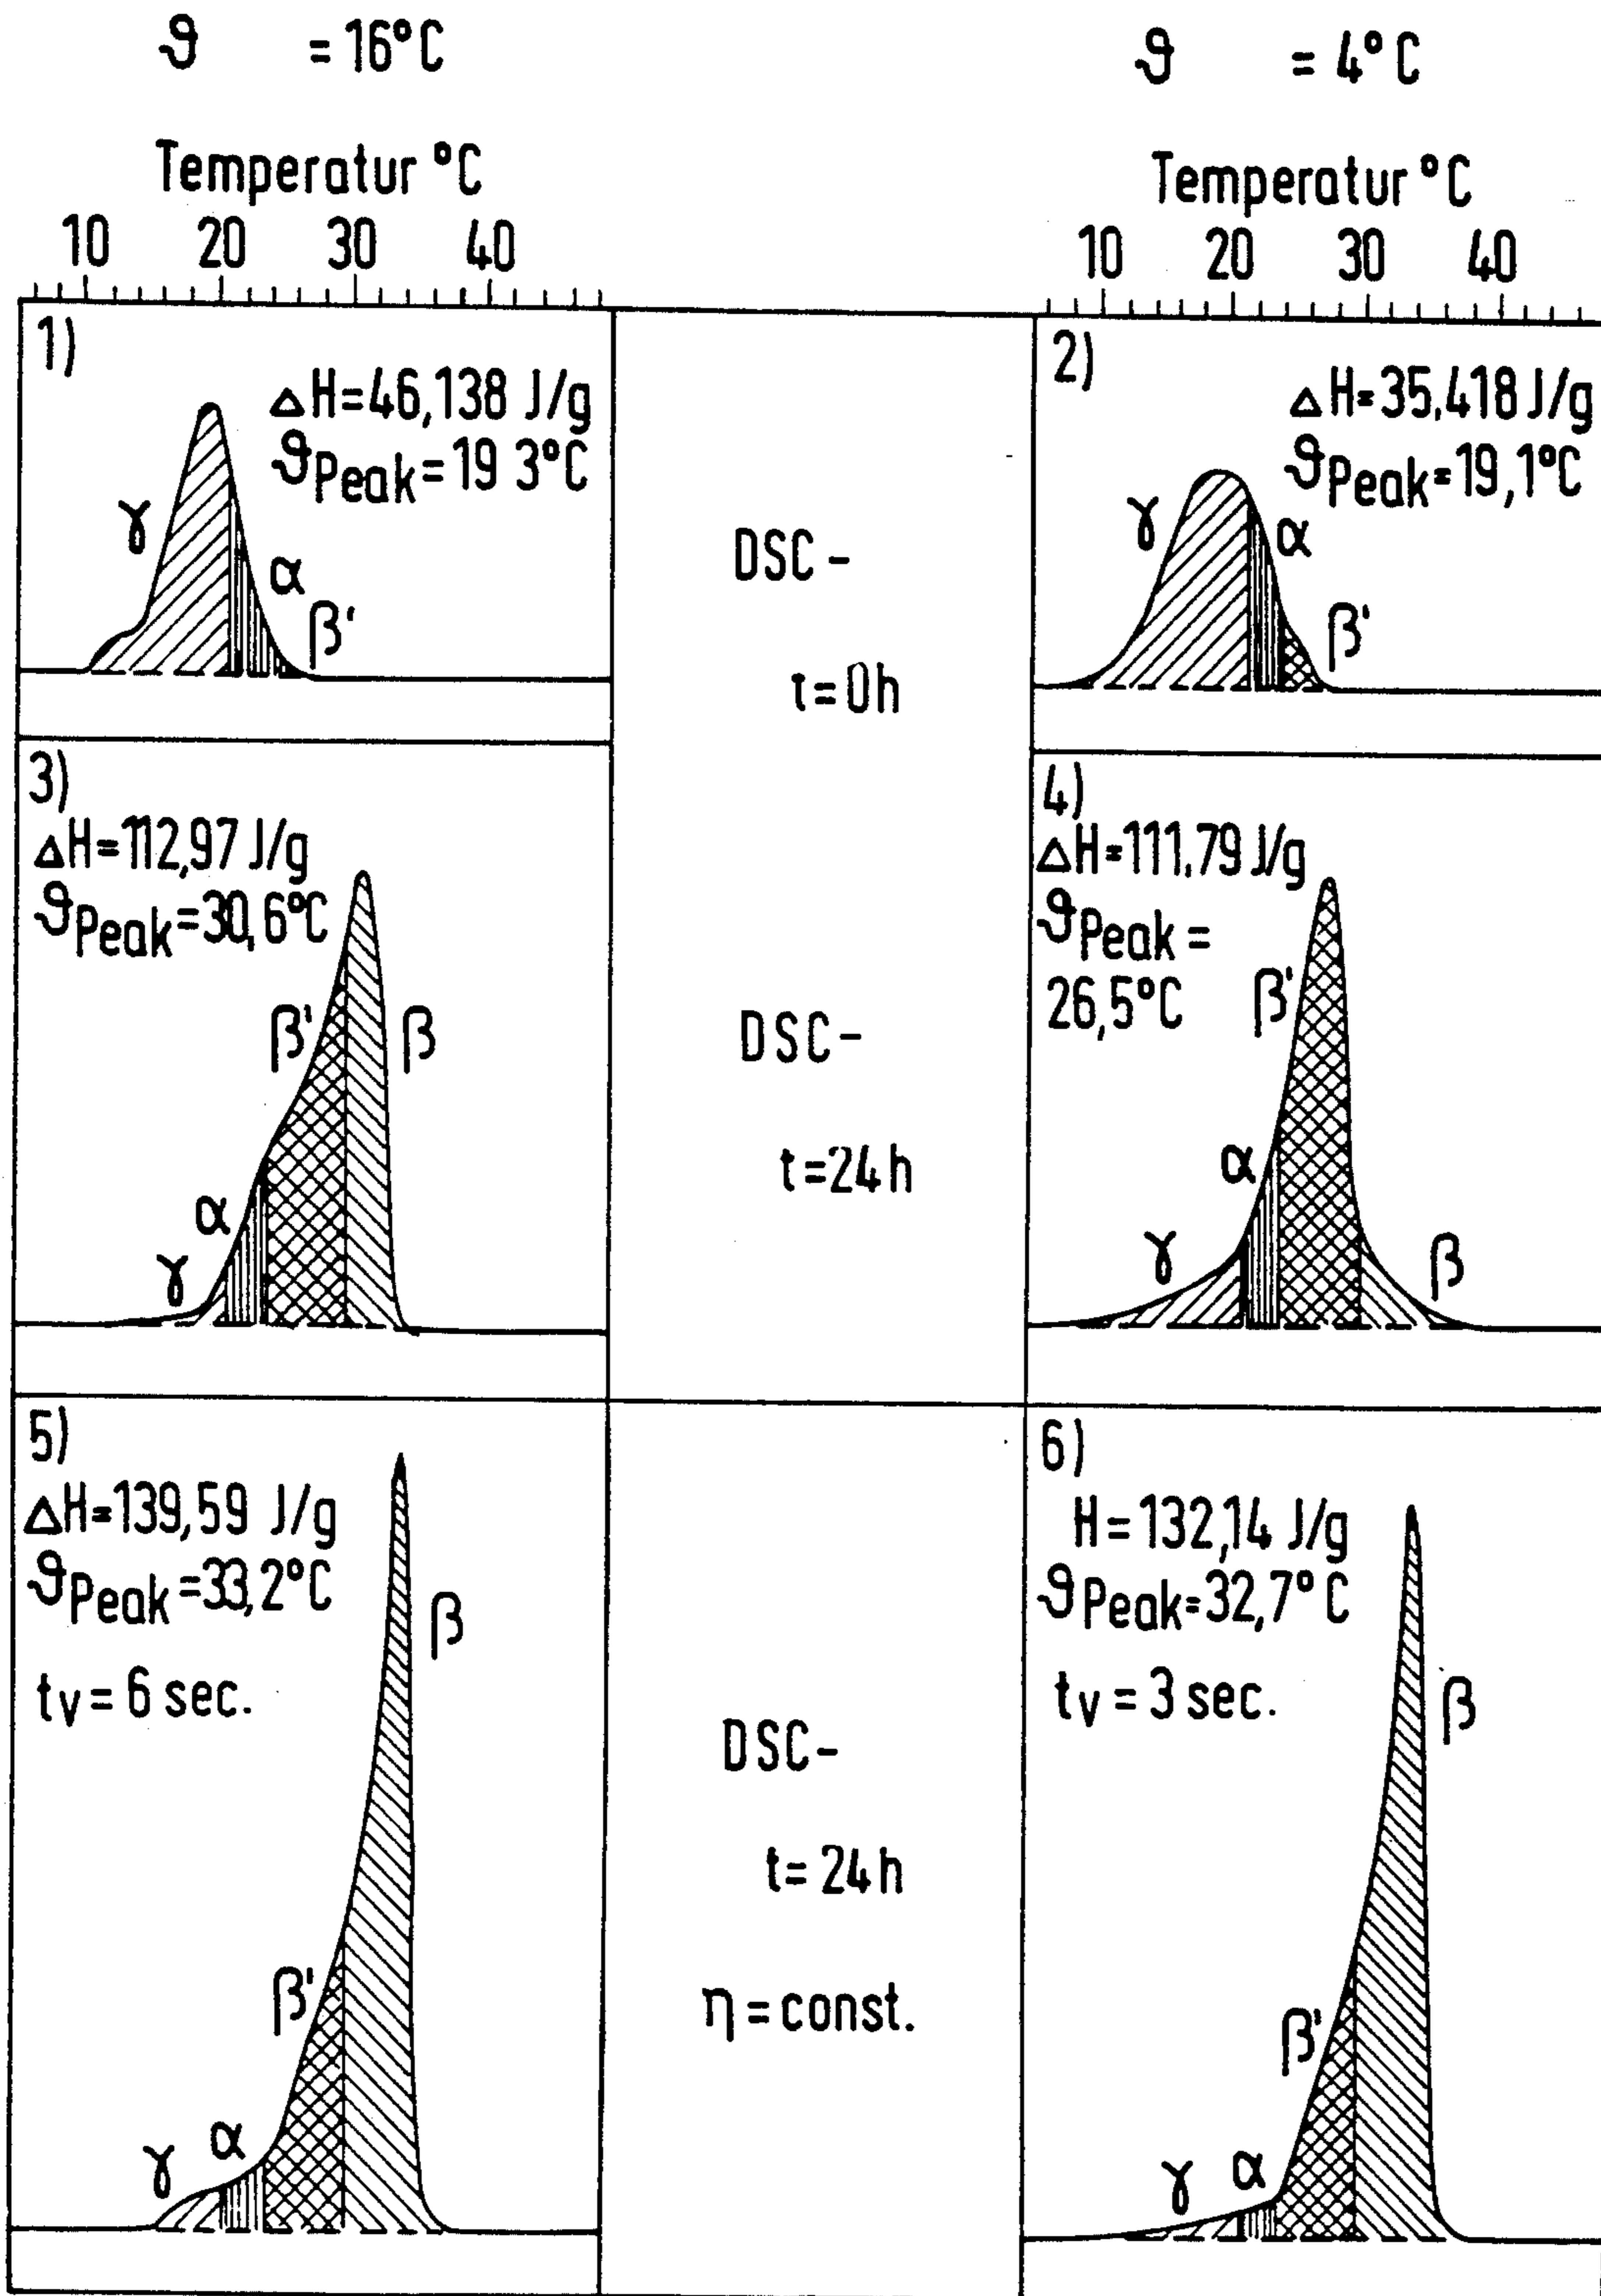 ϑ = 16°C
Temperatur °C
10 20 30 40
ϑ = 4° C
Temperatur °C
10 20 30 40
1)
ΔH=46,138 J/g
ϑPeak=19 3°C
γ
α
β'
DSC-
t=0h
2)
ΔH=35,418 J/g
ϑPeak=19,1°C
γ
α
β'
3)
ΔH=112,97 J/g
ϑPeak=30,6°C
β'
β
α
γ
DSC-
t=24h
4)
ΔH=111,79 J/g
ϑPeak=
26,5°C
β'
α
γ
β
5)
ΔH=139,59 J/g
ϑPeak=33,2°C
tv=6 sec.
β
β'
α
γ
DSC-
t=24h
η=const.
6)
H=132,14 J/g
ϑPeak=32,7°C
tv=3 sec.
β
β'
α
γ